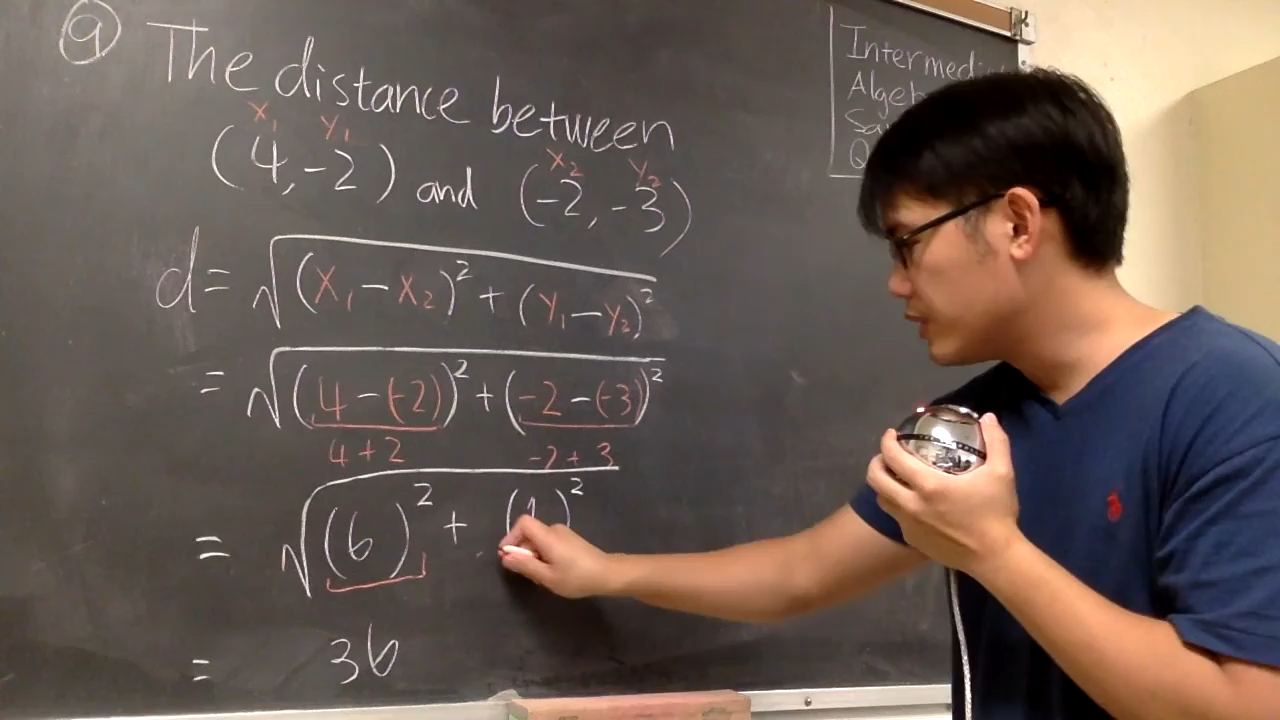 9 The distance between
x₁ y₁ x₂ y₂
(4,-2) and (-2,-3)
d = √((x₁ - x₂)² + (y₁ - y₂)²)
= √((4 - (-2))² + (-2 - (-3))²)
4 + 2 -2 + 3
= √((6)² + (1)²
= 36
Intermed
Algeb
Sa
Q